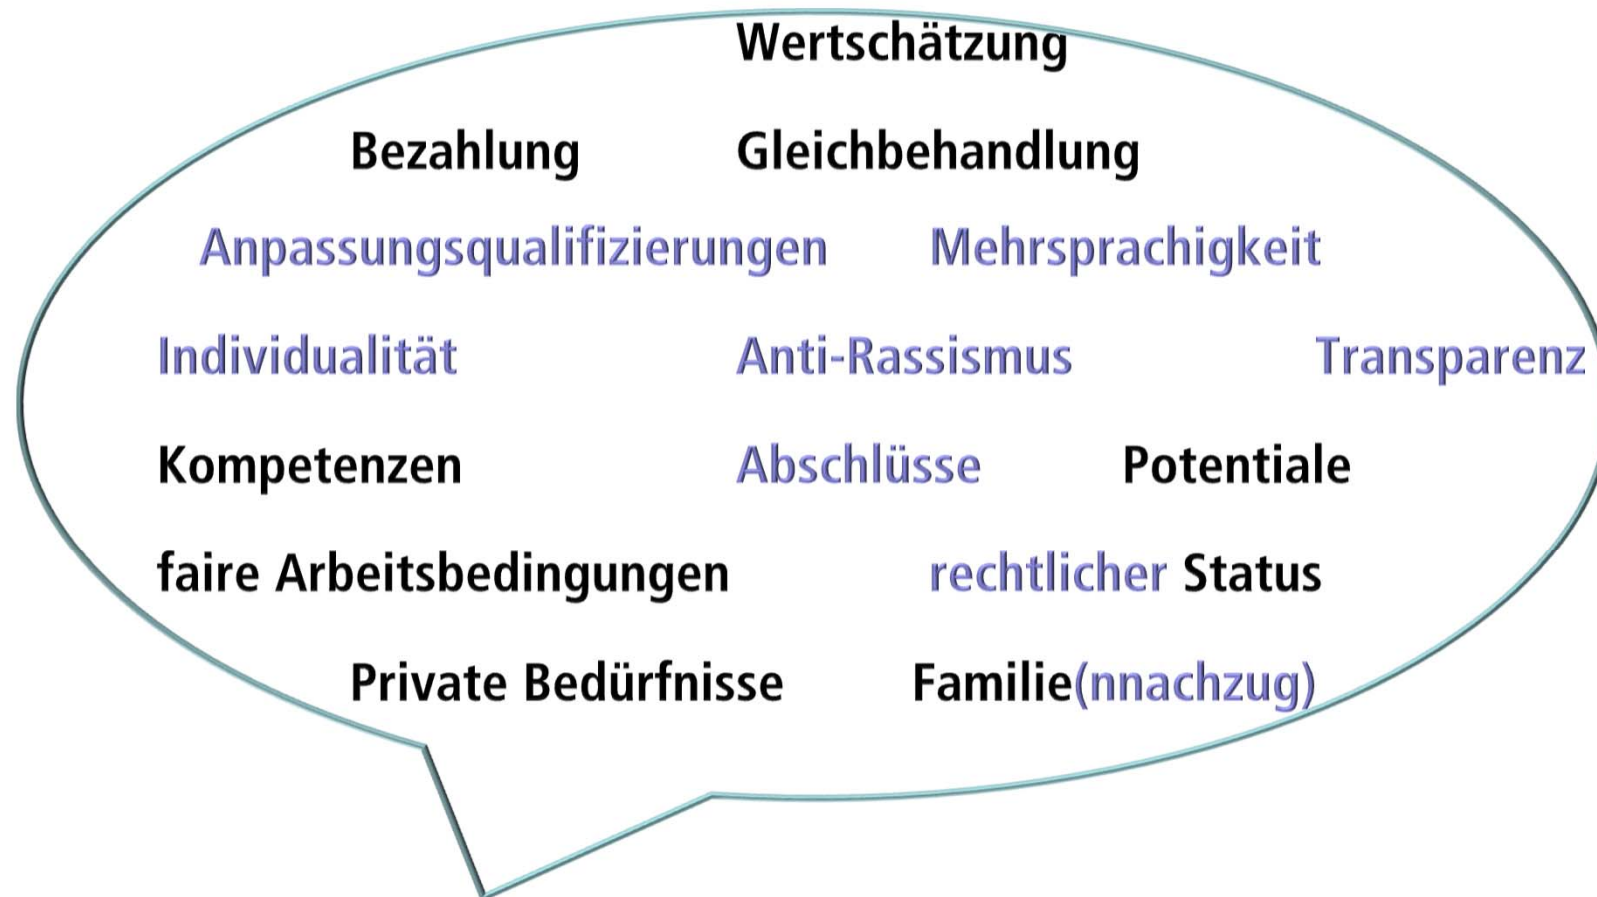 Wertschätzung
Bezahlung Gleichbehandlung
Anpassungsqualifizierungen Mehrsprachigkeit
Individualität Anti-Rassismus Transparenz
Kompetenzen Abschlüsse Potentiale
faire Arbeitsbedingungen rechtlicher Status
Private Bedürfnisse Familie(nnachzug)